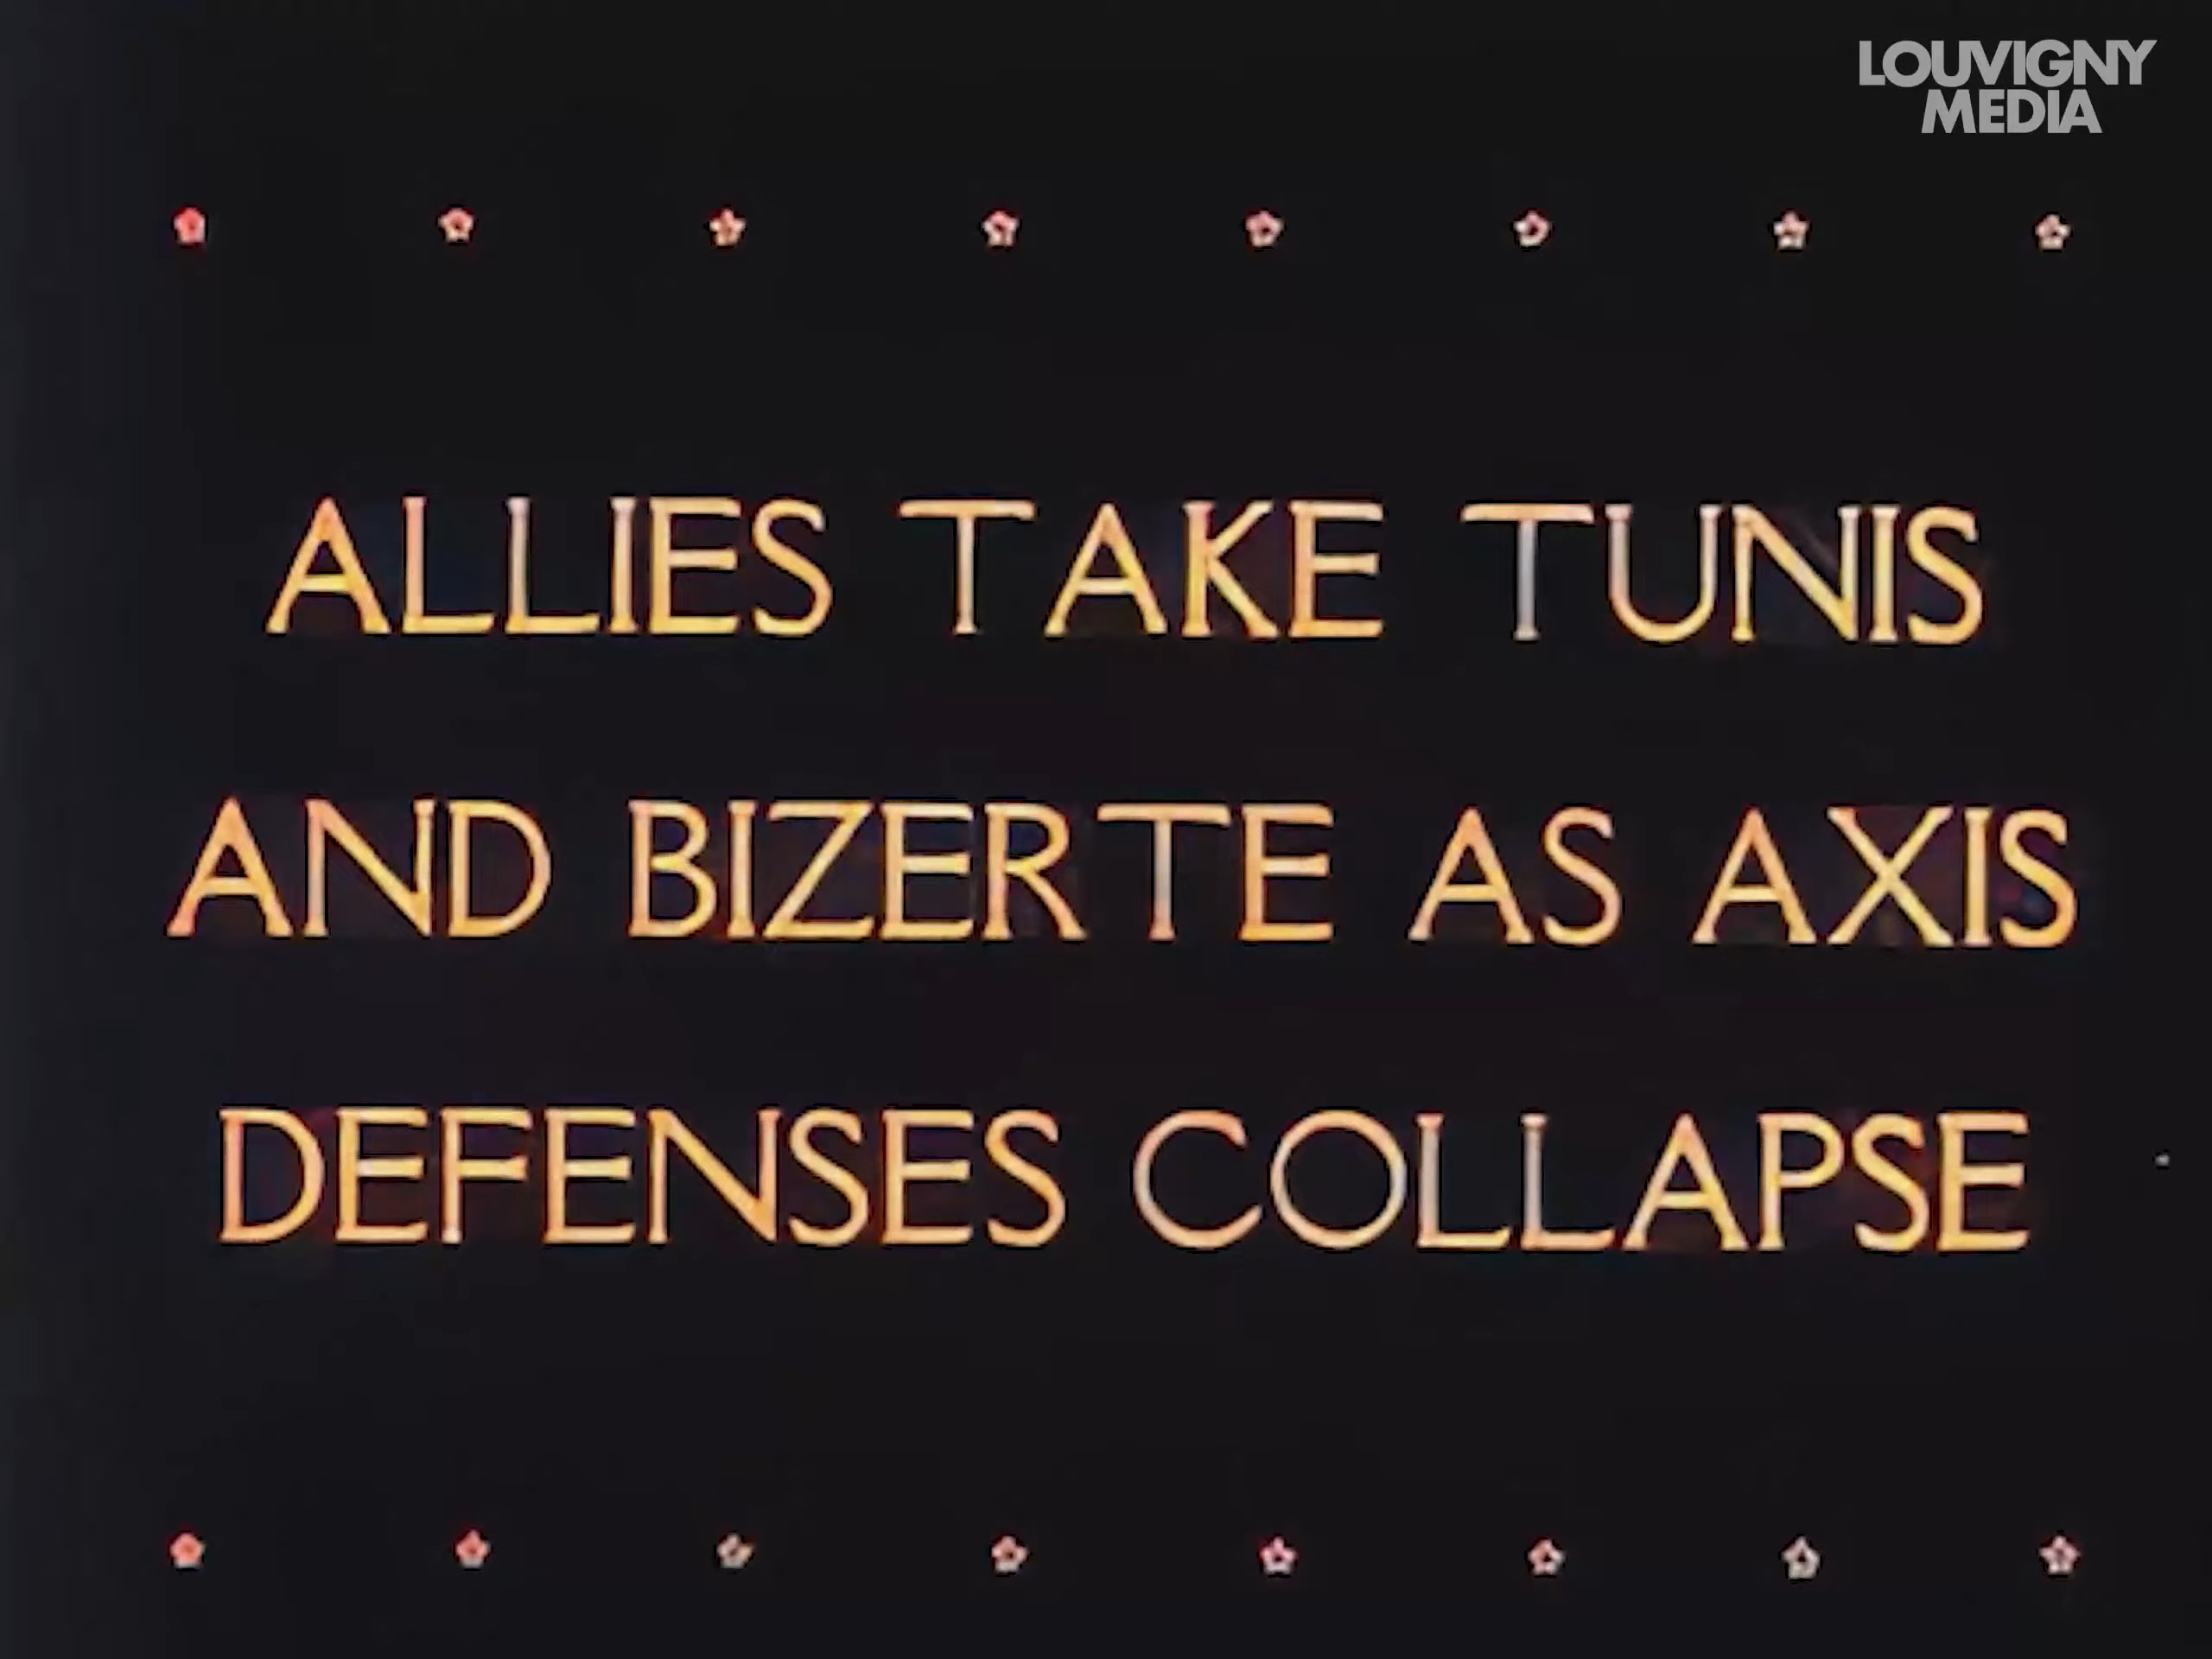 LOUVIGNY
MEDIA
ALLIES TAKE TUNIS
AND BIZERTE AS AXIS
DEFENSES COLLAPSE